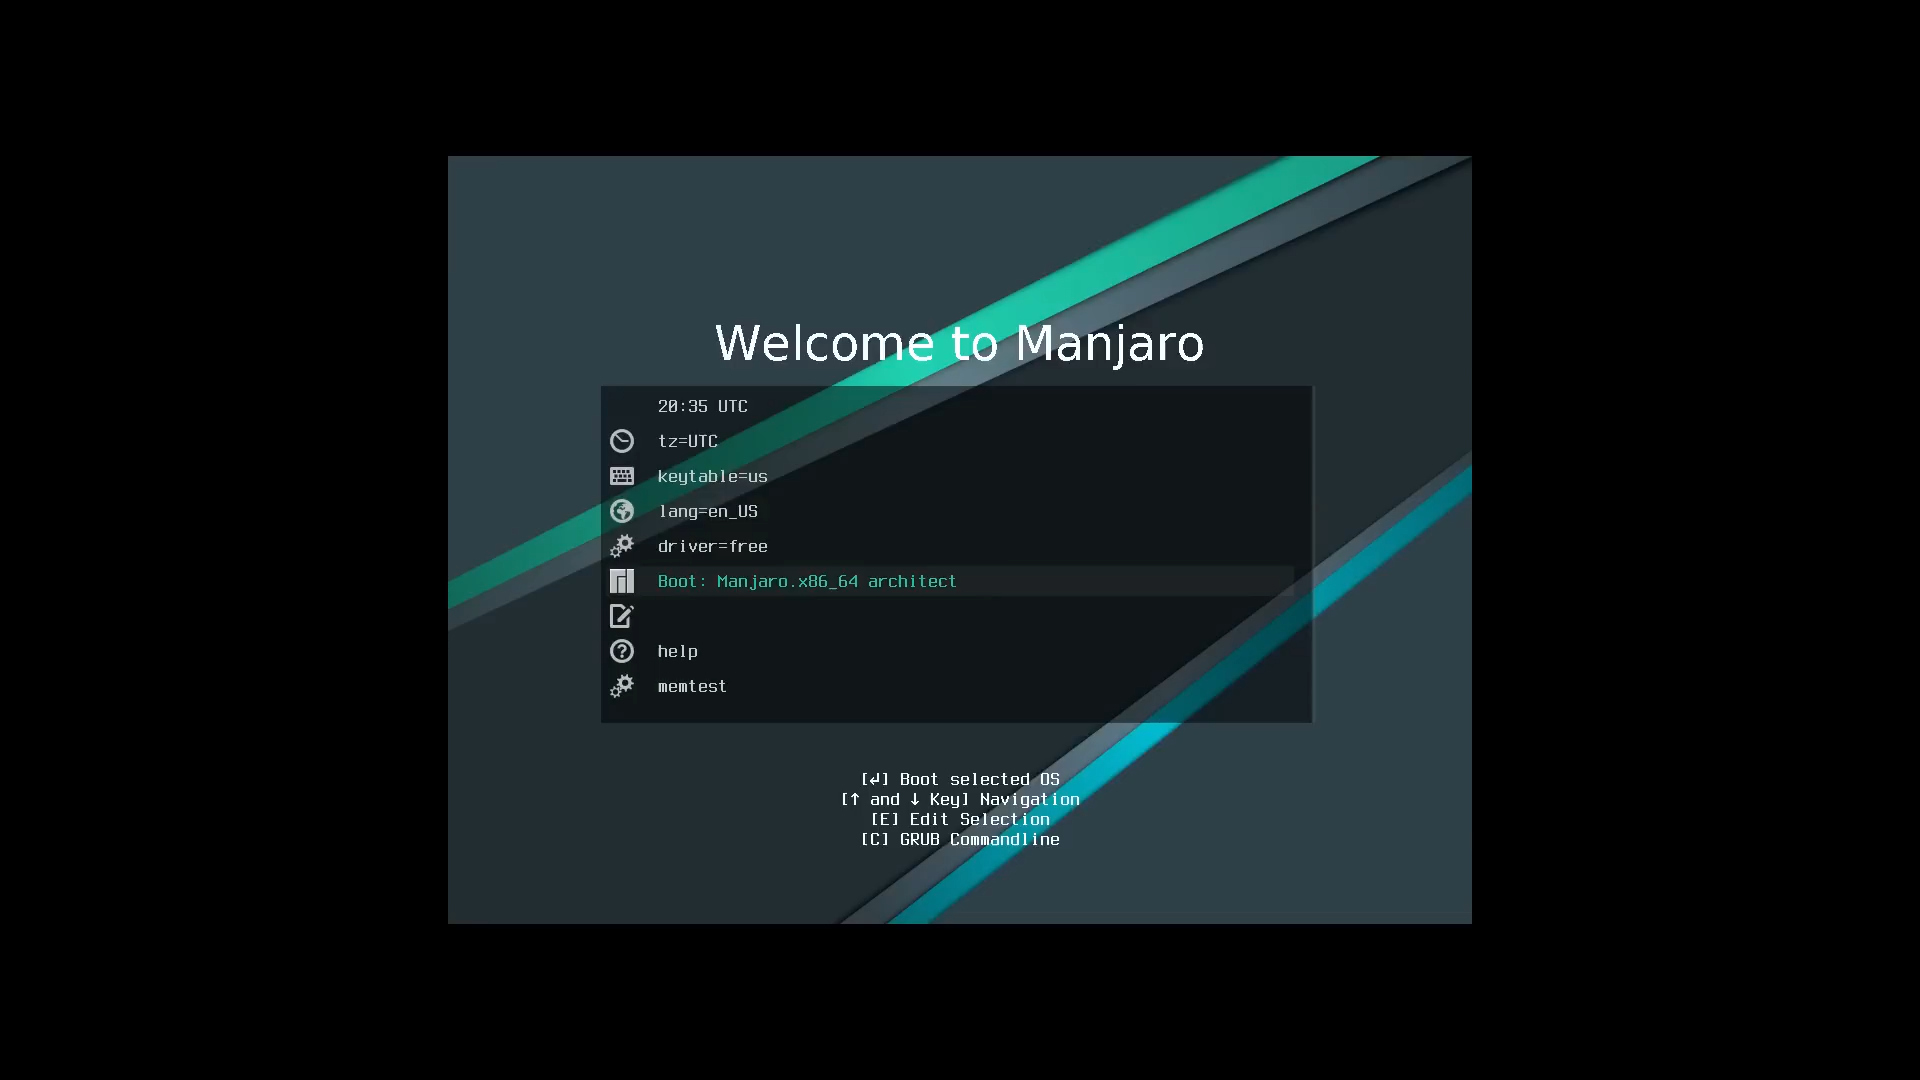 Welcome to Manjaro
20:35 UTC
tz=UTC
keytable=us
lang=en_US
driver=free
Boot: Manjaro.x86_64 architect
help
memtest
[↲] Boot selected OS
[↑ and ↓ Key] Navigation
[E] Edit Selection
[C] GRUB Commandline